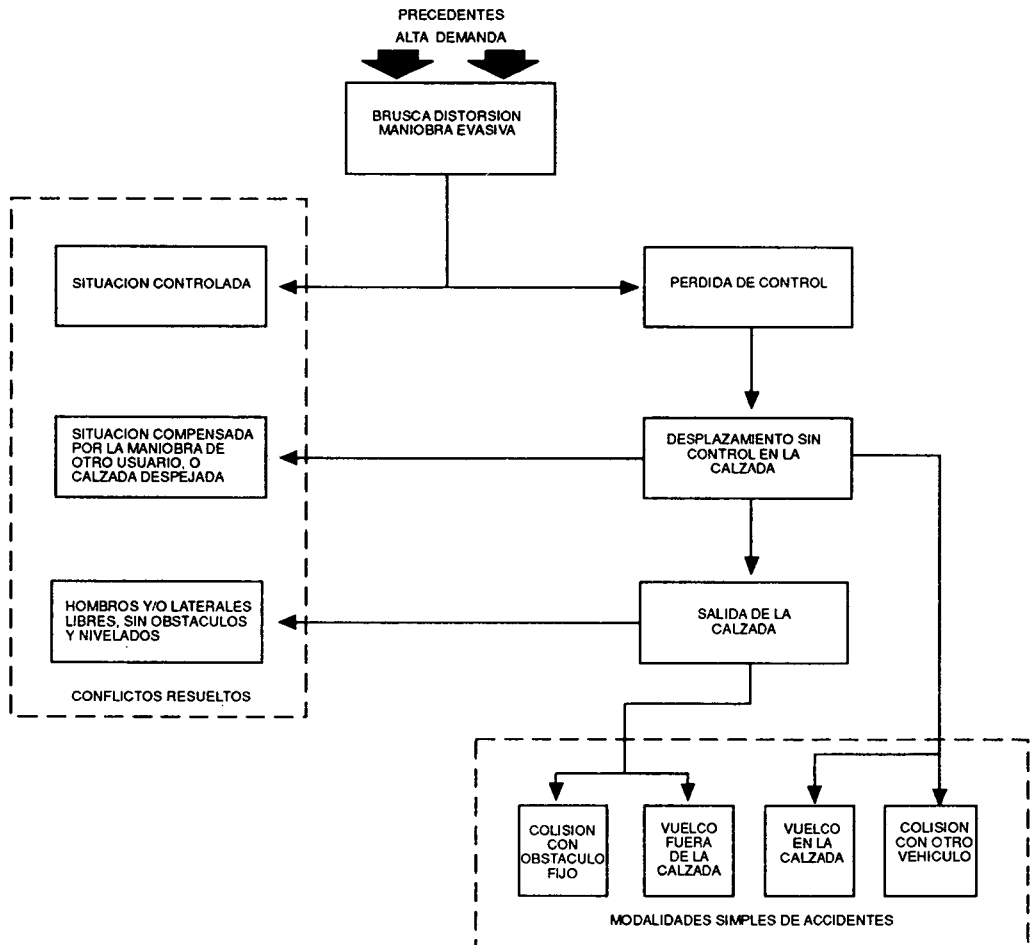 PRECEDENTES
ALTA DEMANDA
BRUSCA DISTORSION
MANIOBRA EVASIVA
SITUACION CONTROLADA
PERDIDA DE CONTROL
SITUACION COMPENSADA
POR LA MANIOBRA DE
OTRO USUARIO, O
CALZADA DESPEJADA
DESPLAZAMIENTO SIN
CONTROL EN LA
CALZADA
HOMBROS Y/O LATERALES
LIBRES, SIN OBSTACULOS
Y NIVELADOS
SALIDA DE LA
CALZADA
CONFLICTOS RESUELTOS
COLISION
CON
OBSTACULO
FIJO
VUELCO
FUERA
DE LA
CALZADA
VUELCO
EN LA
CALZADA
COLISION
CON OTRO
VEHICULO
MODALIDADES SIMPLES DE ACCIDENTES